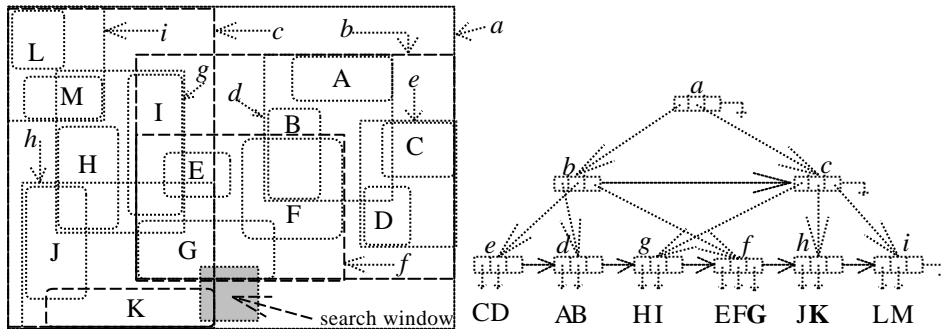 i c b a
L A
g e
M I d
B C
h H E
F D
J G
f
K
search window
a
b c
e d g f h i
CD AB HI EFG JK LM